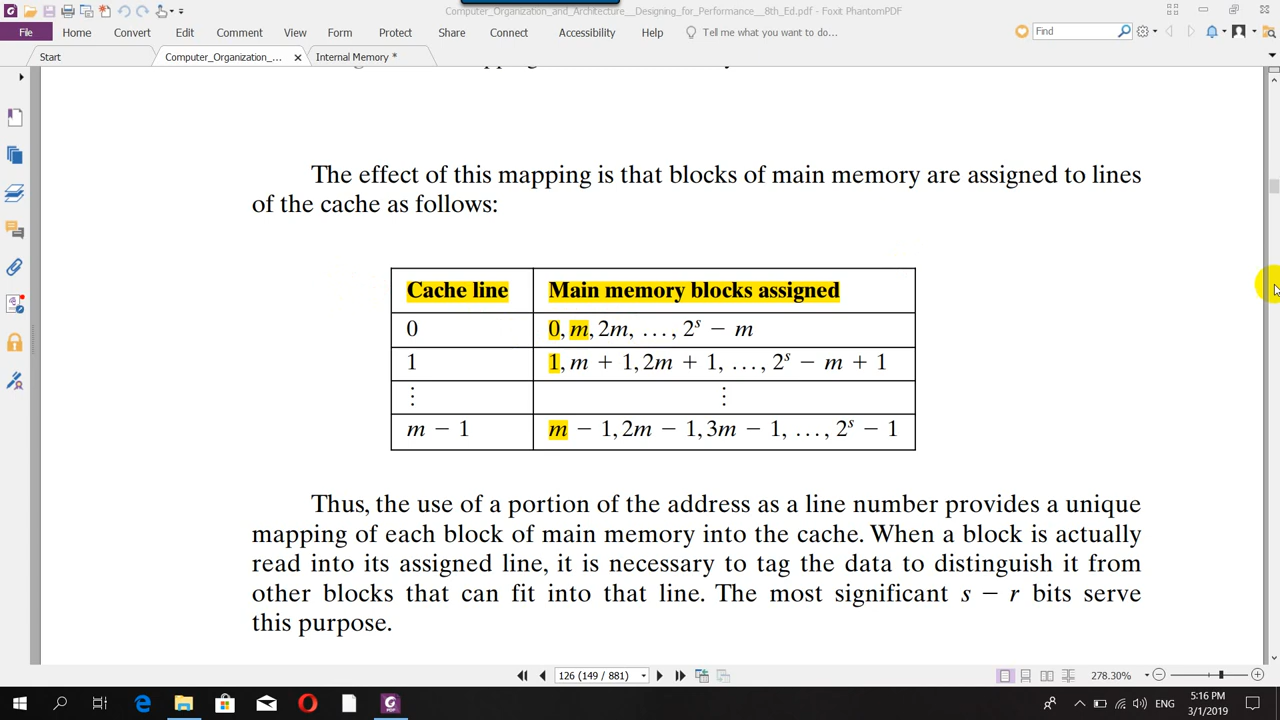 Computer_Organization_and_Architecture__Designing_for_Performance__8th_Ed.pdf - Foxit PhantomPDF
File Home Convert Edit Comment View Form Protect Share Connect Accessibility Help Tell me what you want to do... Find
Start Computer_Organization_... Internal Memory *
The effect of this mapping is that blocks of main memory are assigned to lines
of the cache as follows:
Cache line Main memory blocks assigned
0 0, m, 2m, ..., 2ˢ − m
1 1, m + 1, 2m + 1, ..., 2ˢ − m + 1
⋮ ⋮
m − 1 m − 1, 2m − 1, 3m − 1, ..., 2ˢ − 1
Thus, the use of a portion of the address as a line number provides a unique
mapping of each block of main memory into the cache. When a block is actually
read into its assigned line, it is necessary to tag the data to distinguish it from
other blocks that can fit into that line. The most significant s − r bits serve
this purpose.
126 (149 / 881) 278.30%
ENG 5:16 PM
3/1/2019